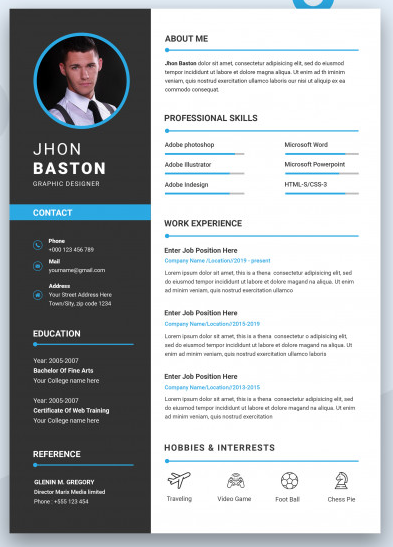 JHON
BASTON
GRAPHIC DESIGNER
CONTACT
Phone
+000 123 456 789
Mail
yourname@gmail.com
Address
Your Street Address Here
Town/City, zip code 1234
EDUCATION
Year: 2005-2007
Bachelor Of Fine Arts
Your College name here
Year: 2005-2007
Certificate Of Web Training
Your College name here
REFERENCE
GLENIN M. GREGORY
Director Maris Media limited
Phone : +555 123 454
ABOUT ME
Jhon Baston dolor sit amet, consectetur adipisicing elit, sed do eiusmod
tempor incididunt ut labore et dolore magna aliqua. Ut enim ad th iminim
veniam, quis nostrud exercitation ullamco laboris our nisi ut aliquip ex ea
commodo consequat.
PROFESSIONAL SKILLS
Adobe photoshop
Microsoft Word
Adobe Illustrator
Microsoft Powerpoint
Adobe Indesign
HTML-5/CSS-3
WORK EXPERIENCE
Enter Job Position Here
Company Name /Location//2019 - present
Lorem ipsum dolor sit amet, this is a thena consectetur adipisicing elit, sed
do eiusmod tempor incididunt ut labore et dolore magna aliqua. Ut enim
ad minim veniam, quis nostrud exercitation ullamco
Enter Job Position Here
Company Name/Location//2015-2019
Lorem ipsum dolor sit amet, this is a thena consectetur adipisicing elit, sed
do eiusmod tempor incididunt ut labore et dolore magna aliqua. Ut enim
ad minim veniam, quis nostrud exercitation ullamco laboris
Enter Job Position Here
Company Name/Location//2013-2015
Lorem ipsum dolor sit amet, this is a thena consectetur adipisicing elit, sed
do eiusmod tempor incididunt ut labore et dolore magna aliqua. Ut enim
ad minim veniam, quis nostrud exercitation
HOBBIES & INTERRESTS
Traveling
Video Game
Foot Ball
Chess Pie